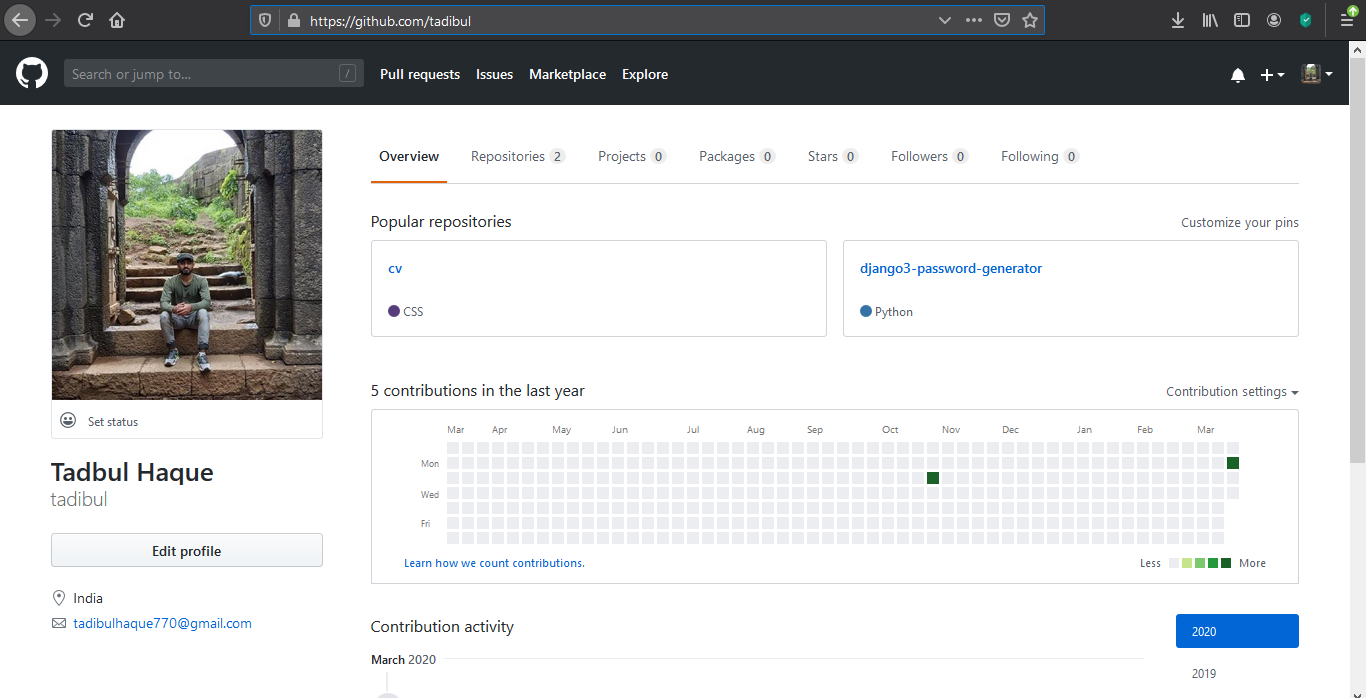 https://github.com/tadibul
Search or jump to...
/
Pull requests Issues Marketplace Explore
Overview Repositories 2 Projects 0 Packages 0 Stars 0 Followers 0 Following 0
Set status
Tadbul Haque
tadibul
Edit profile
India
tadibulhaque770@gmail.com
Popular repositories
Customize your pins
cv
CSS
django3-password-generator
Python
5 contributions in the last year
Contribution settings
Mar Apr May Jun Jul Aug Sep Oct Nov Dec Jan Feb Mar
Mon
Wed
Fri
Learn how we count contributions.
Less More
Contribution activity
2020
2019
March 2020